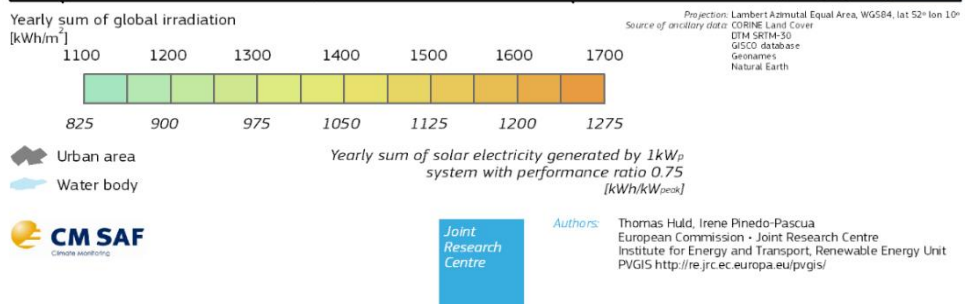 Yearly sum of global irradiation
[kWh/m²]
1100 1200 1300 1400 1500 1600 1700
825 900 975 1050 1125 1200 1275
Projection: Lambert Azimutal Equal Area, WGS84, lat 52º lon 10º
Source of ancillary data: CORINE Land Cover
DTM SRTM-30
GISCO database
Geonames
Natural Earth
Urban area
Water body
Yearly sum of solar electricity generated by 1kWp
system with performance ratio 0.75
[kWh/kWpeak]
CM SAF
Climate Monitoring
Joint
Research
Centre
Authors: Thomas Huld, Irene Pinedo-Pascua
European Commission • Joint Research Centre
Institute for Energy and Transport, Renewable Energy Unit
PVGIS http://re.jrc.ec.europa.eu/pvgis/